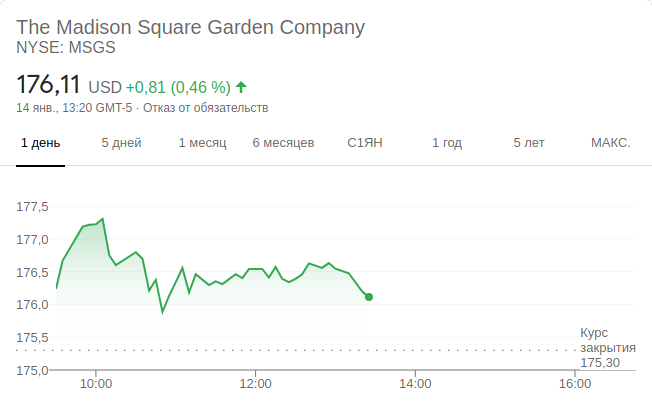 The Madison Square Garden Company
NYSE: MSGS
176,11 USD +0,81 (0,46 %)
14 янв., 13:20 GMT-5 · Отказ от обязательств
1 день 5 дней 1 месяц 6 месяцев С1ЯН 1 год 5 лет МАКС.
177,5
177,0
176,5
176,0
175,5
Курс
закрытия
175,30
175,0
10:00 12:00 14:00 16:00